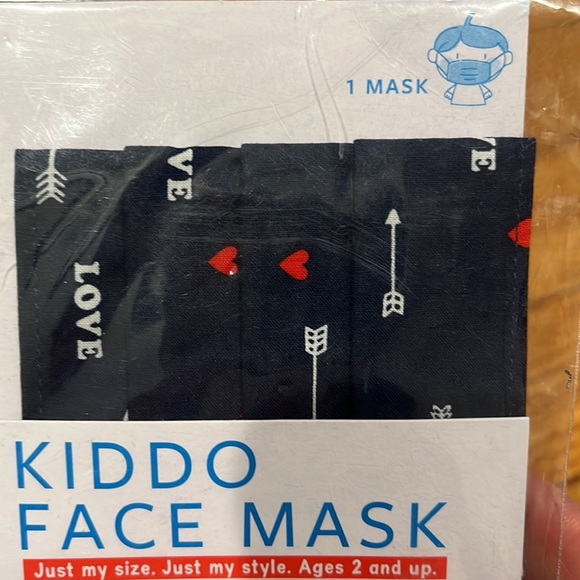 1 MASK
VE
VE
LOVE
KIDDO
FACE MASK
Just my size. Just my style. Ages 2 and up.